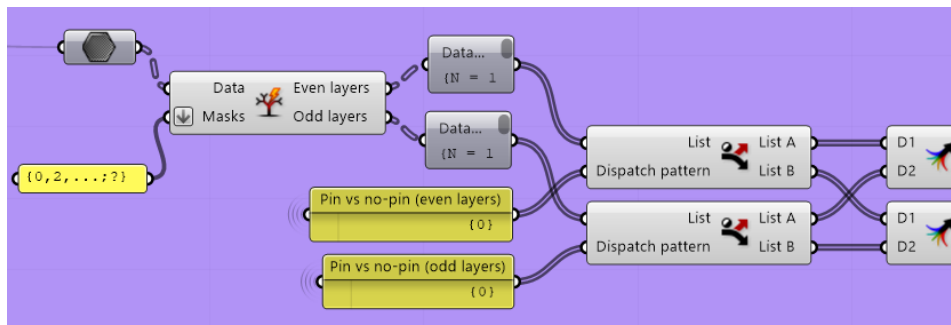 Data...
{N = 1
Data
Masks
Even layers
Odd layers
Data...
{N = 1
{0,2,...;?}
List
Dispatch pattern
List A
List B
D1
D2
Pin vs no-pin (even layers)
{0}
List
Dispatch pattern
List A
List B
D1
D2
Pin vs no-pin (odd layers)
{0}